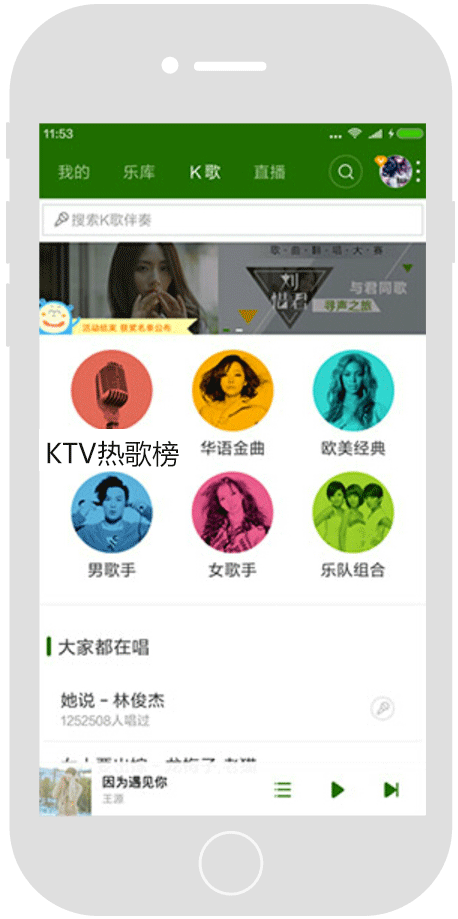 11:53
我的 乐库 K歌 直播
搜索K歌伴奏
歌·曲·翻·唱·大·赛
刘惜君
与君同歌
寻声之旅
活动结束 获奖名单公布
KTV热歌榜 华语金曲 欧美经典
男歌手 女歌手 乐队组合
大家都在唱
她说 - 林俊杰
1252508人唱过
因为遇见你
王源